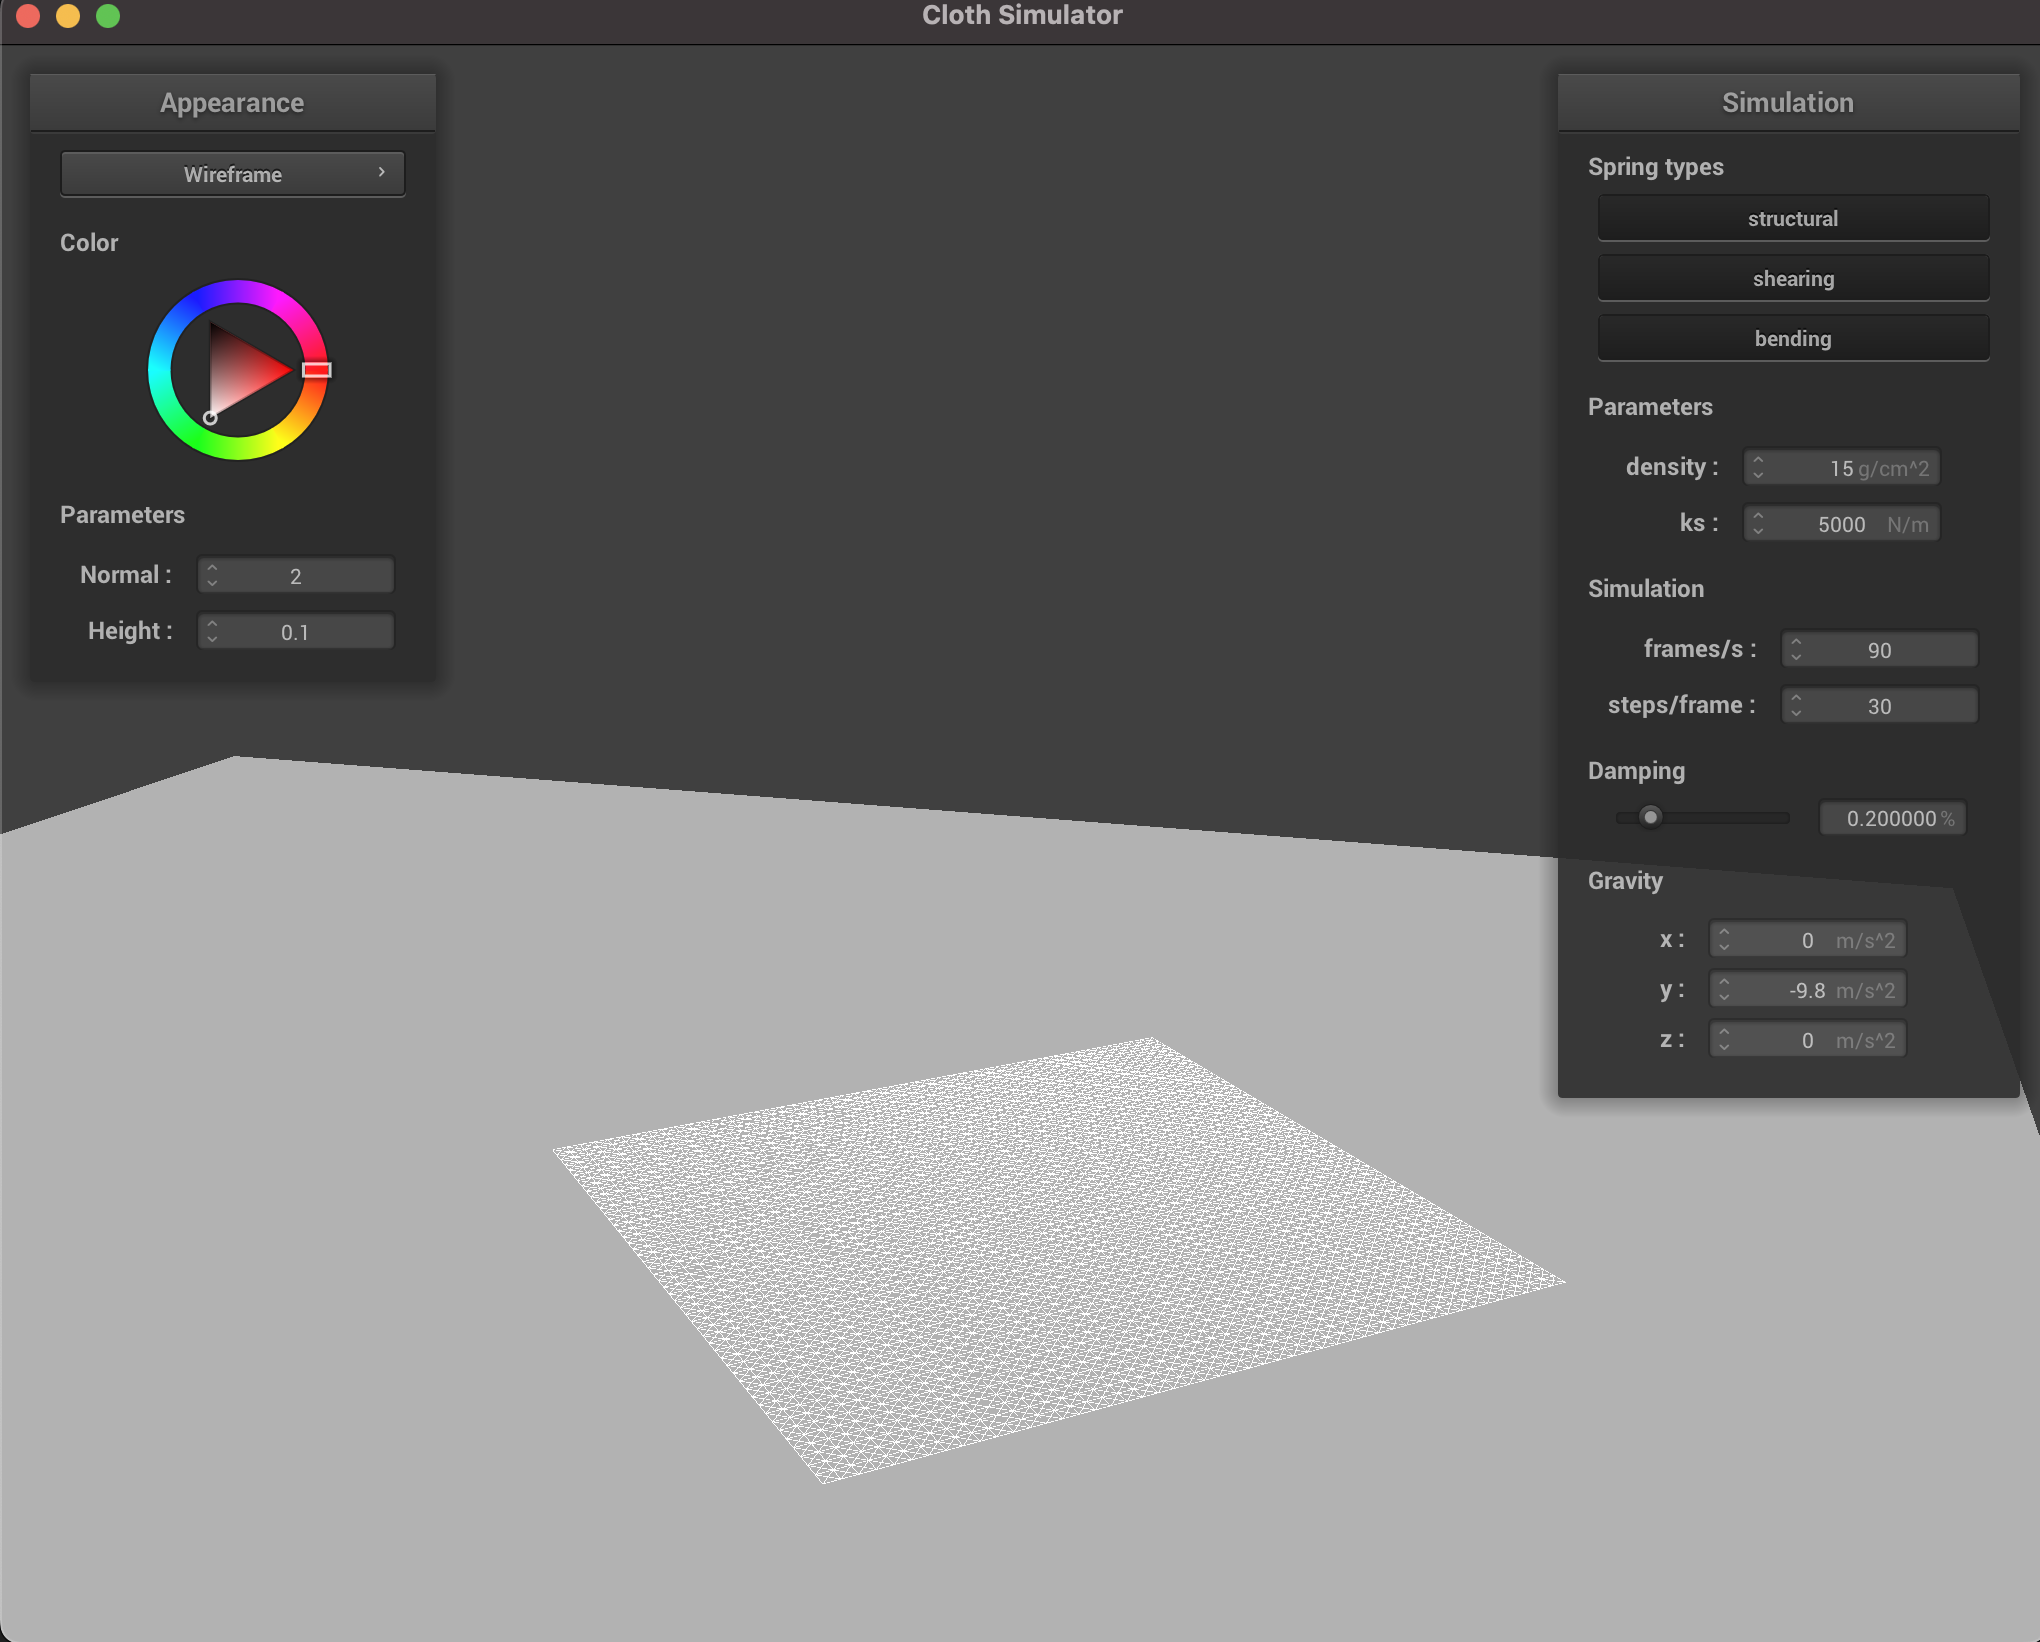 Cloth Simulator
Appearance
Wireframe
Color
Parameters
Normal : 2
Height : 0.1
Simulation
Spring types
structural
shearing
bending
Parameters
density : 15 g/cm^2
ks : 5000 N/m
Simulation
frames/s : 90
steps/frame : 30
Damping
0.200000 %
Gravity
x : 0 m/s^2
y : -9.8 m/s^2
z : 0 m/s^2